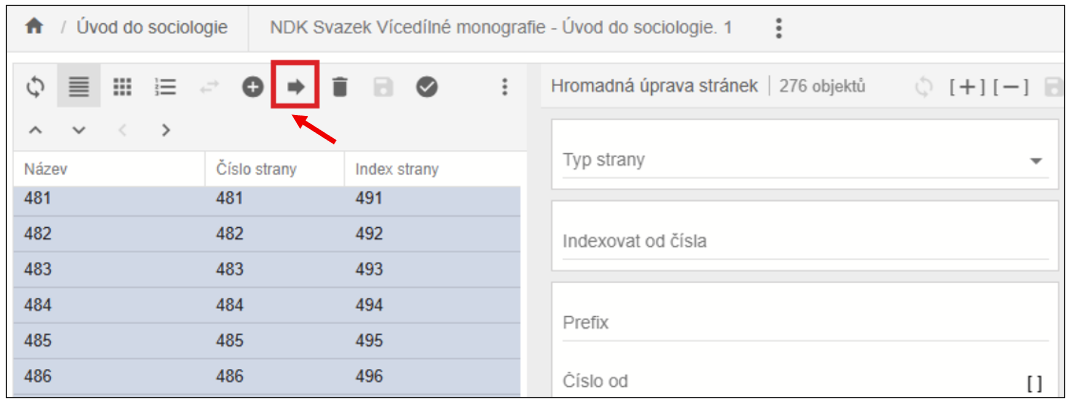 / Úvod do sociologie NDK Svazek Vícedílné monografie - Úvod do sociologie. 1
Hromadná úprava stránek | 276 objektů [+] [−]
Název Číslo strany Index strany
481 481 491
482 482 492
483 483 493
484 484 494
485 485 495
486 486 496
Typ strany
Indexovat od čísla
Prefix
Číslo od [ ]